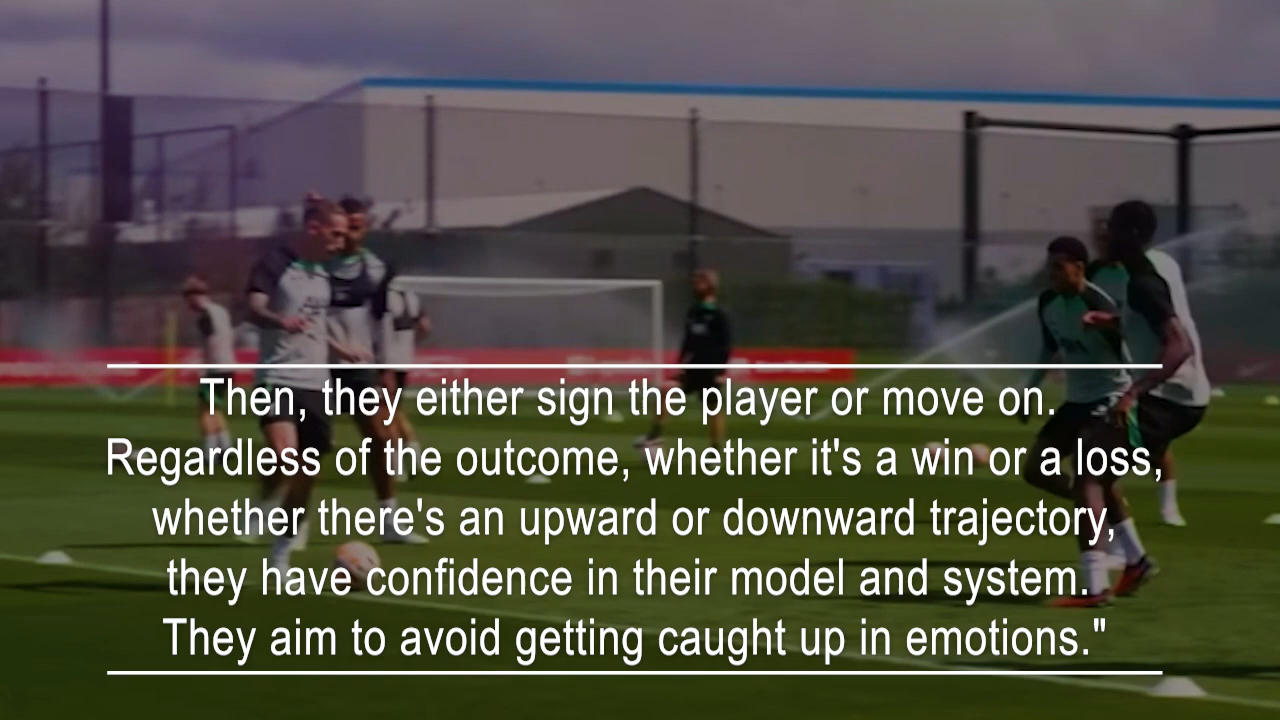 Then, they either sign the player or move on.
Regardless of the outcome, whether it's a win or a loss,
whether there's an upward or downward trajectory,
they have confidence in their model and system.
They aim to avoid getting caught up in emotions."